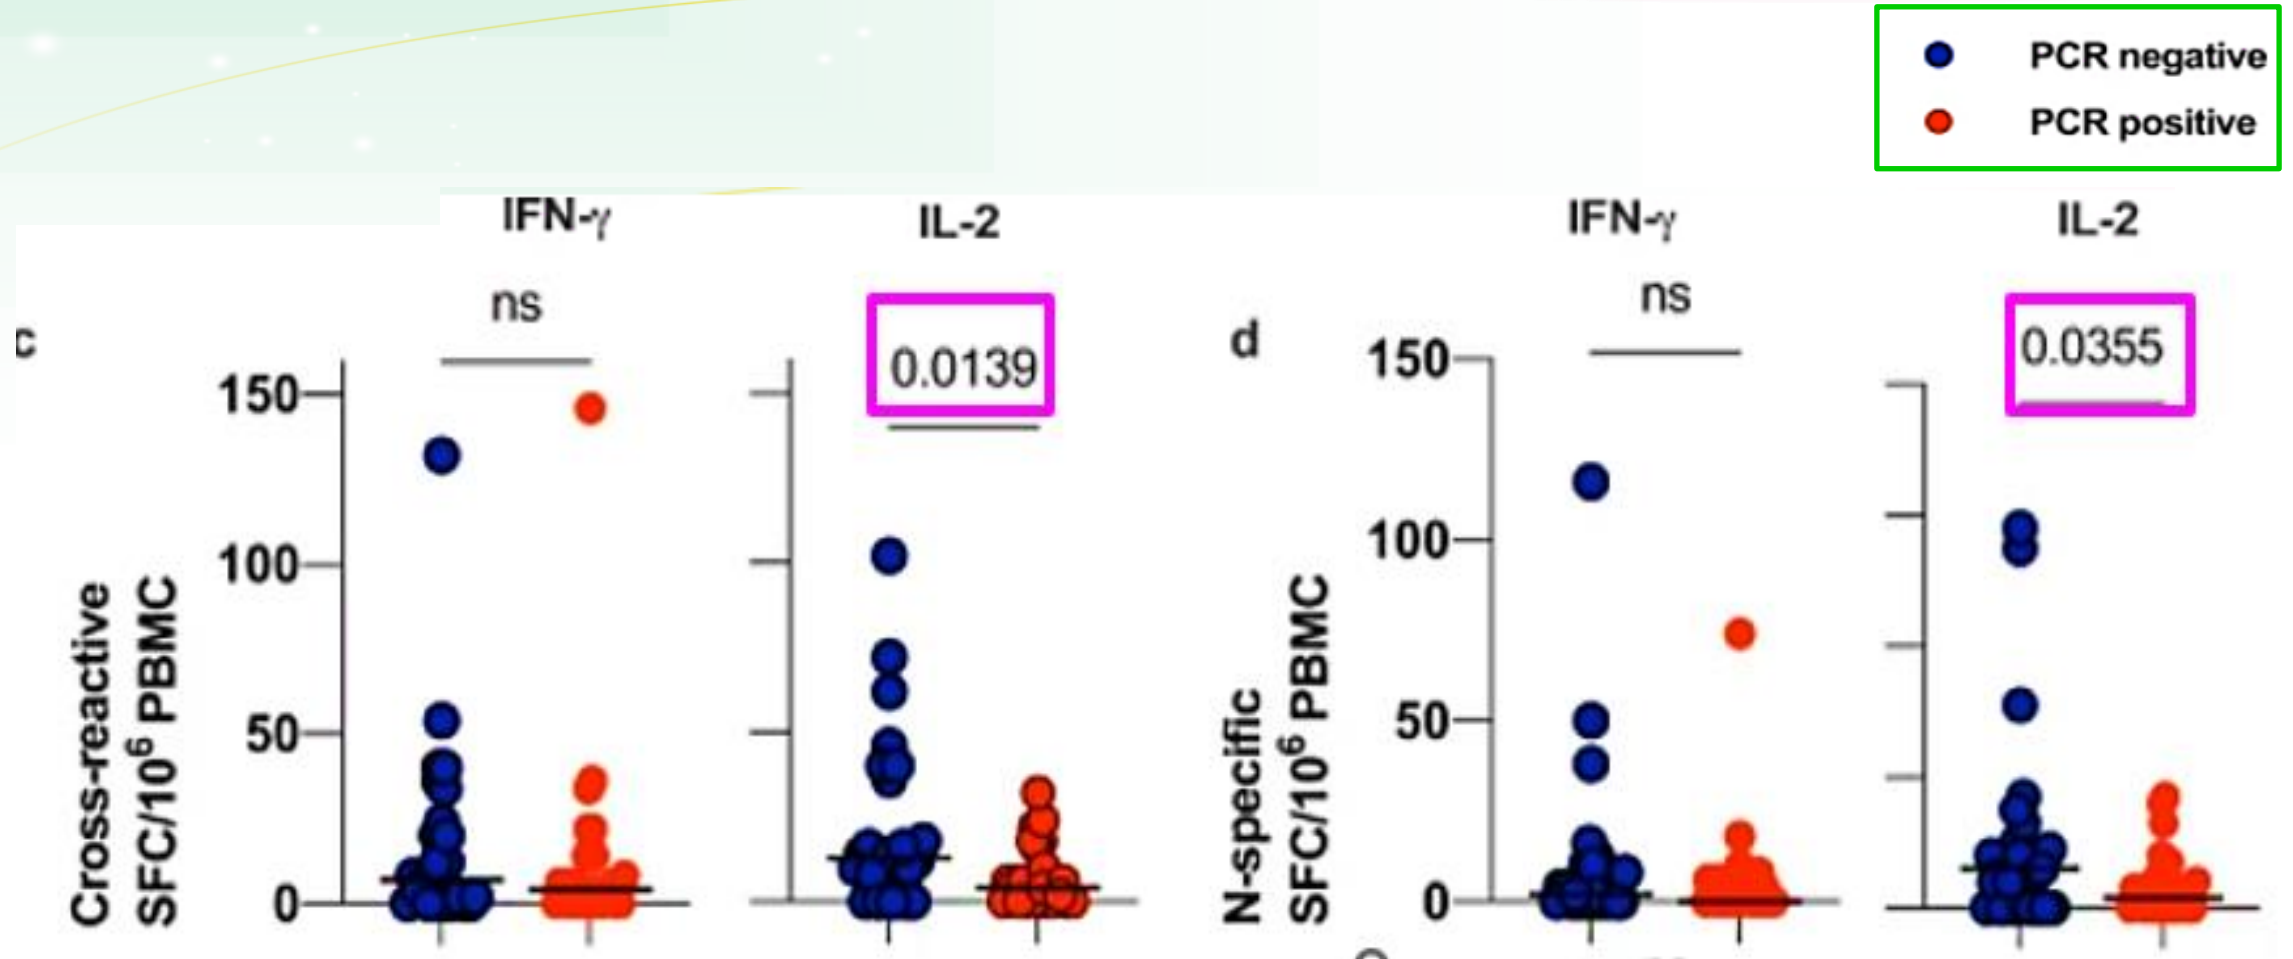 PCR negative
PCR positive
IFN-γ
IL-2
IFN-γ
IL-2
ns
0.0139
ns
0.0355
c
d
150
100
50
0
150
100
50
0
Cross-reactive
SFC/10⁶ PBMC
N-specific
SFC/10⁶ PBMC